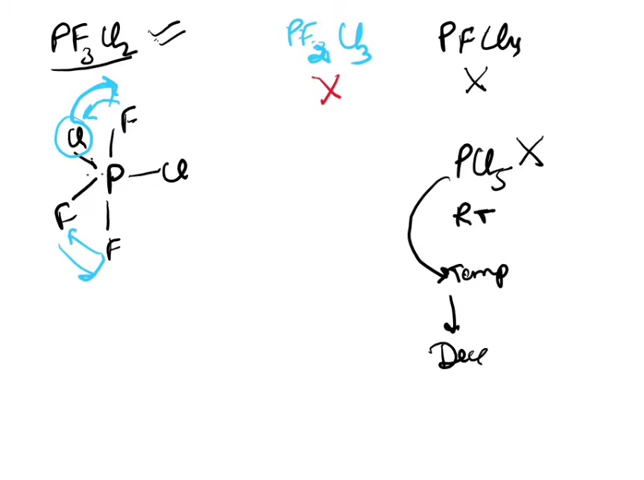 PF3Cl2
PF2Cl3
X
PFCl4
X
F
Cl
P
Cl
F
F
PCl5 X
RT
Temp
Dec